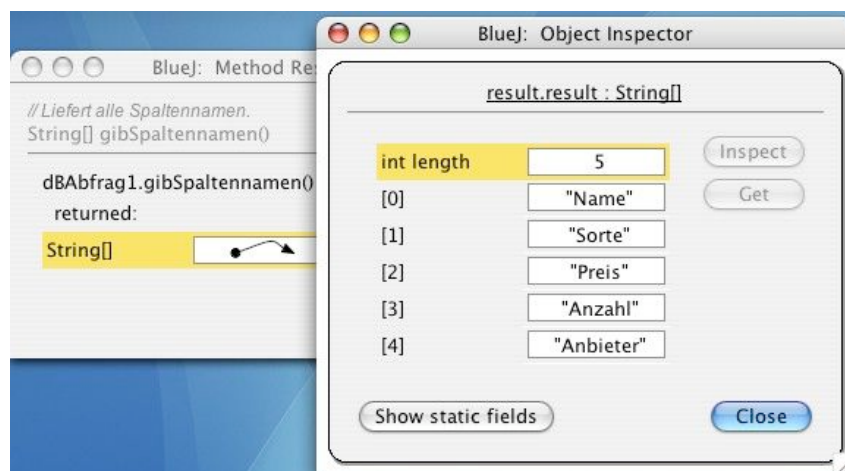 BlueJ: Method Re
// Liefert alle Spaltennamen.
String[] gibSpaltennamen()
dBAbfrag1.gibSpaltennamen()
returned:
String[]
BlueJ: Object Inspector
result.result : String[]
int length 5
[0] "Name"
[1] "Sorte"
[2] "Preis"
[3] "Anzahl"
[4] "Anbieter"
Inspect
Get
Show static fields
Close